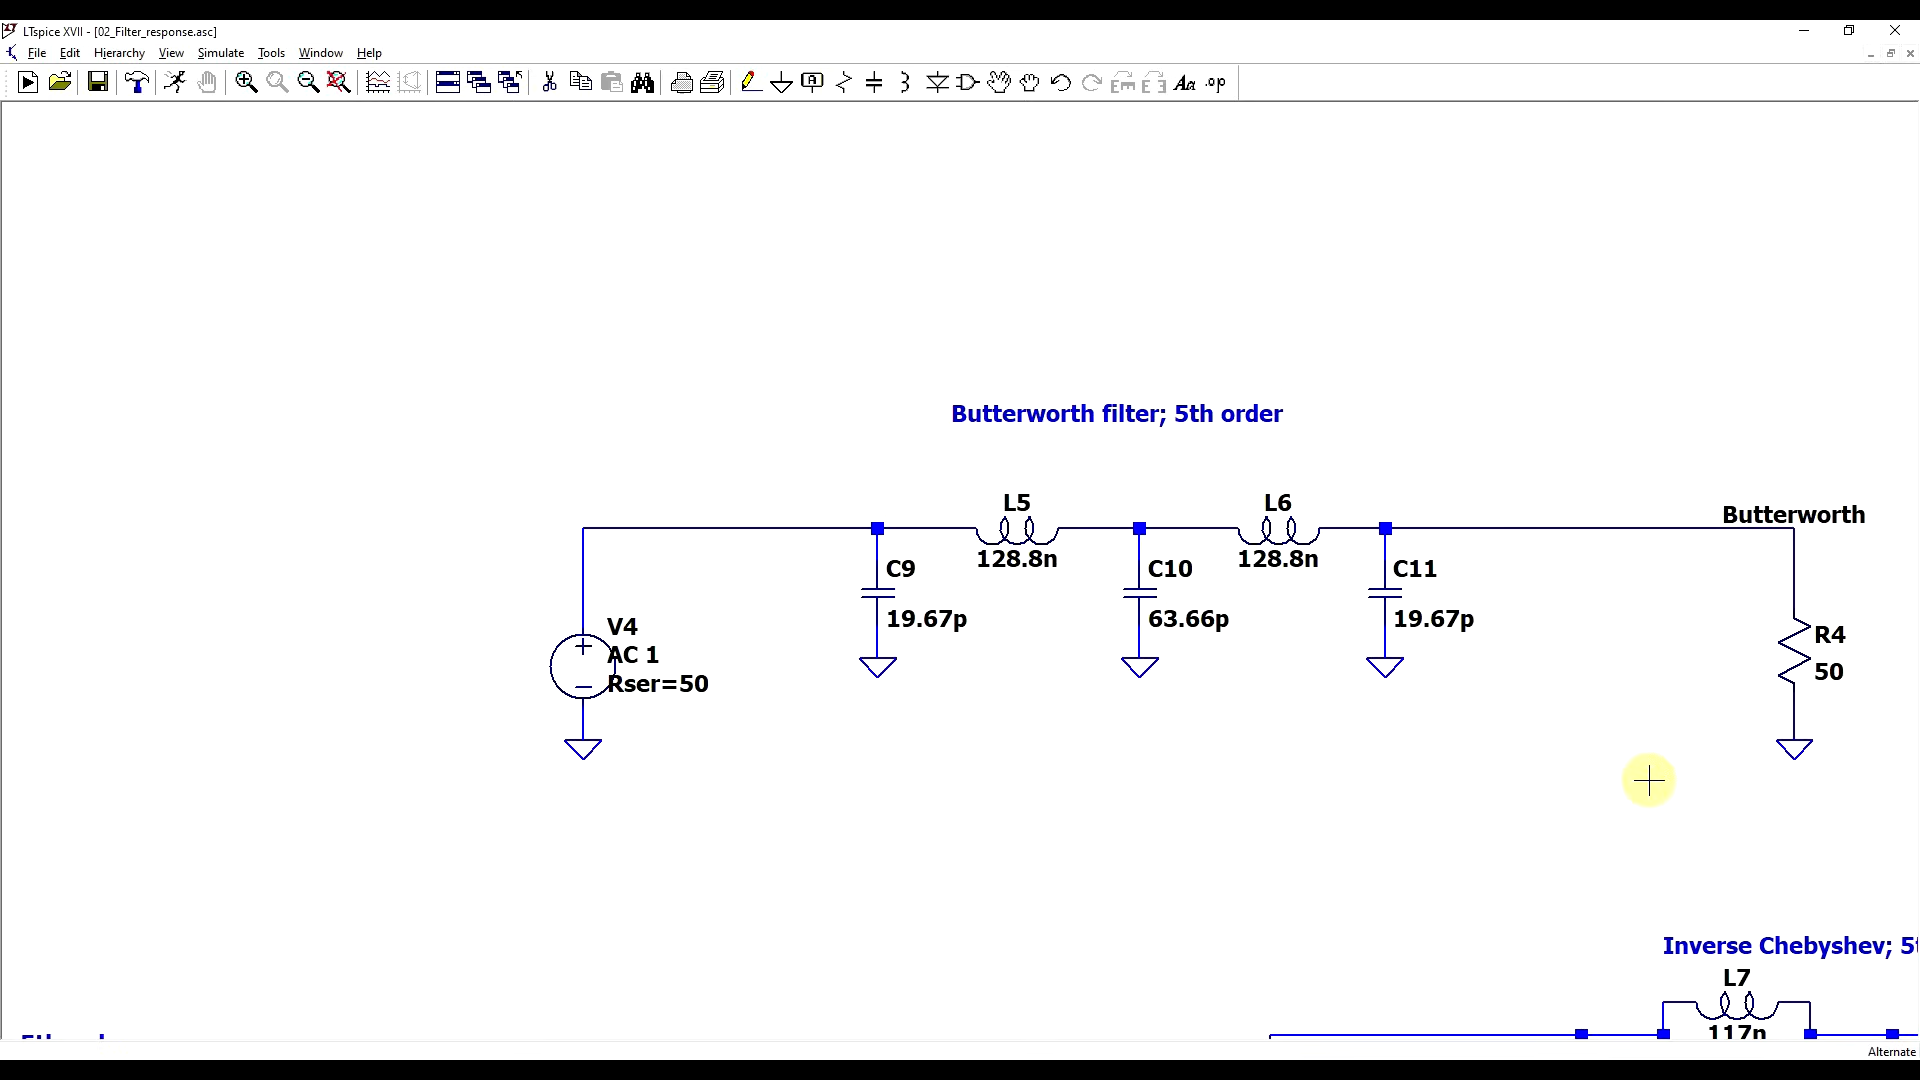 LTspice XVII - [02_Filter_response.asc]
File Edit Hierarchy View Simulate Tools Window Help
A Aa .op
Butterworth filter; 5th order
L5 L6
Butterworth
128.8n 128.8n
C9 C10 C11
19.67p 63.66p 19.67p
V4
AC 1
Rser=50
R4
50
Inverse Chebyshev; 5
L7
117n
Alternate